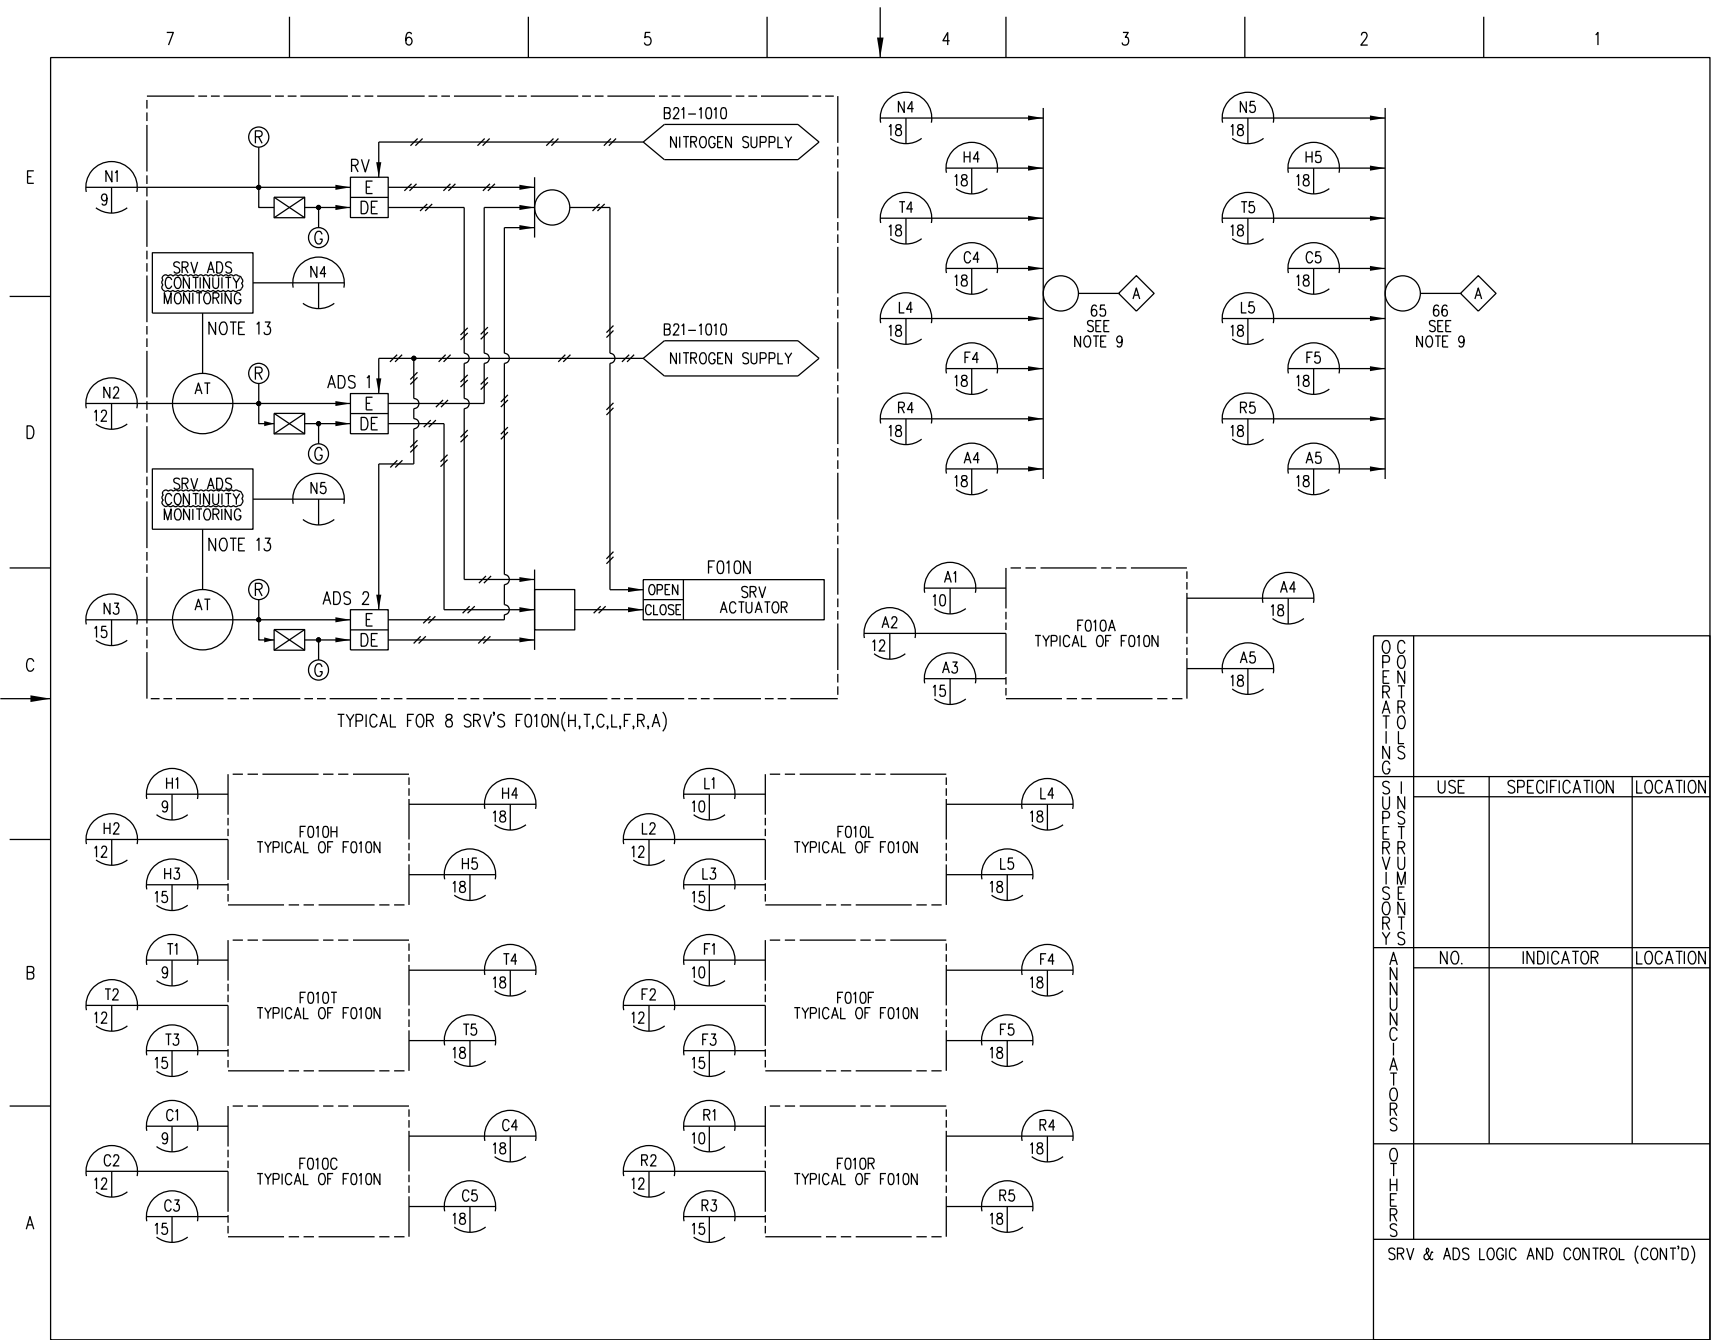 7 6 5 4 3 2 1
E
D
C
B
A
B21-1010
NITROGEN SUPPLY
R
RV
N1
9
E
DE
G
SRV ADS
CONTINUITY
MONITORING
N4
NOTE 13
B21-1010
NITROGEN SUPPLY
R
ADS 1
N2
12
AT
E
DE
G
SRV ADS
CONTINUITY
MONITORING
N5
NOTE 13
R
ADS 2
N3
15
AT
E
DE
G
F010N
OPEN
CLOSE
SRV
ACTUATOR
TYPICAL FOR 8 SRV'S F010N(H,T,C,L,F,R,A)
N4
18
H4
18
T4
18
C4
18
L4
18
F4
18
R4
18
A4
18
A
65
SEE
NOTE 9
N5
18
H5
18
T5
18
C5
18
L5
18
F5
18
R5
18
A5
18
A
66
SEE
NOTE 9
A1
10
A2
12
A3
15
F010A
TYPICAL OF F010N
A4
18
A5
18
H1
9
H2
12
H3
15
F010H
TYPICAL OF F010N
H4
18
H5
18
L1
10
L2
12
L3
15
F010L
TYPICAL OF F010N
L4
18
L5
18
T1
9
T2
12
T3
15
F010T
TYPICAL OF F010N
T4
18
T5
18
F1
10
F2
12
F3
15
F010F
TYPICAL OF F010N
F4
18
F5
18
C1
9
C2
12
C3
15
F010C
TYPICAL OF F010N
C4
18
C5
18
R1
10
R2
12
R3
15
F010R
TYPICAL OF F010N
R4
18
R5
18
OPERATING
CONTROLS
SUPERVISORY
INSTRUMENTS
USE SPECIFICATION LOCATION
ANNUNCIATORS
NO. INDICATOR LOCATION
OTHERS
SRV & ADS LOGIC AND CONTROL (CONT'D)